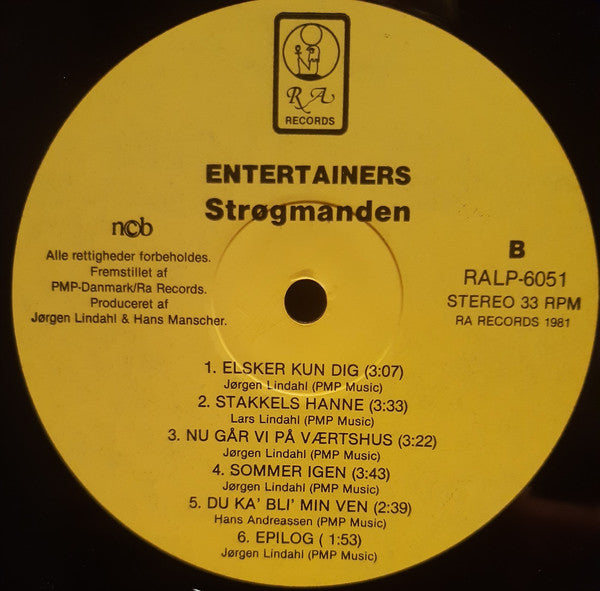 RA
RECORDS
ENTERTAINERS
Strøgmanden
ncb
Alle rettigheder forbeholdes.
Fremstillet af
PMP-Danmark/Ra Records.
Produceret af
Jørgen Lindahl & Hans Manscher.
B
RALP-6051
STEREO 33 RPM
RA RECORDS 1981
1. ELSKER KUN DIG (3:07)
Jørgen Lindahl (PMP Music)
2. STAKKELS HANNE (3:33)
Lars Lindahl (PMP Music)
3. NU GÅR VI PÅ VÆRTSHUS (3:22)
Jørgen Lindahl (PMP Music)
4. SOMMER IGEN (3:43)
Jørgen Lindahl (PMP Music)
5. DU KA' BLI' MIN VEN (2:39)
Hans Andreassen (PMP Music)
6. EPILOG ( 1:53)
Jørgen Lindahl (PMP Music)